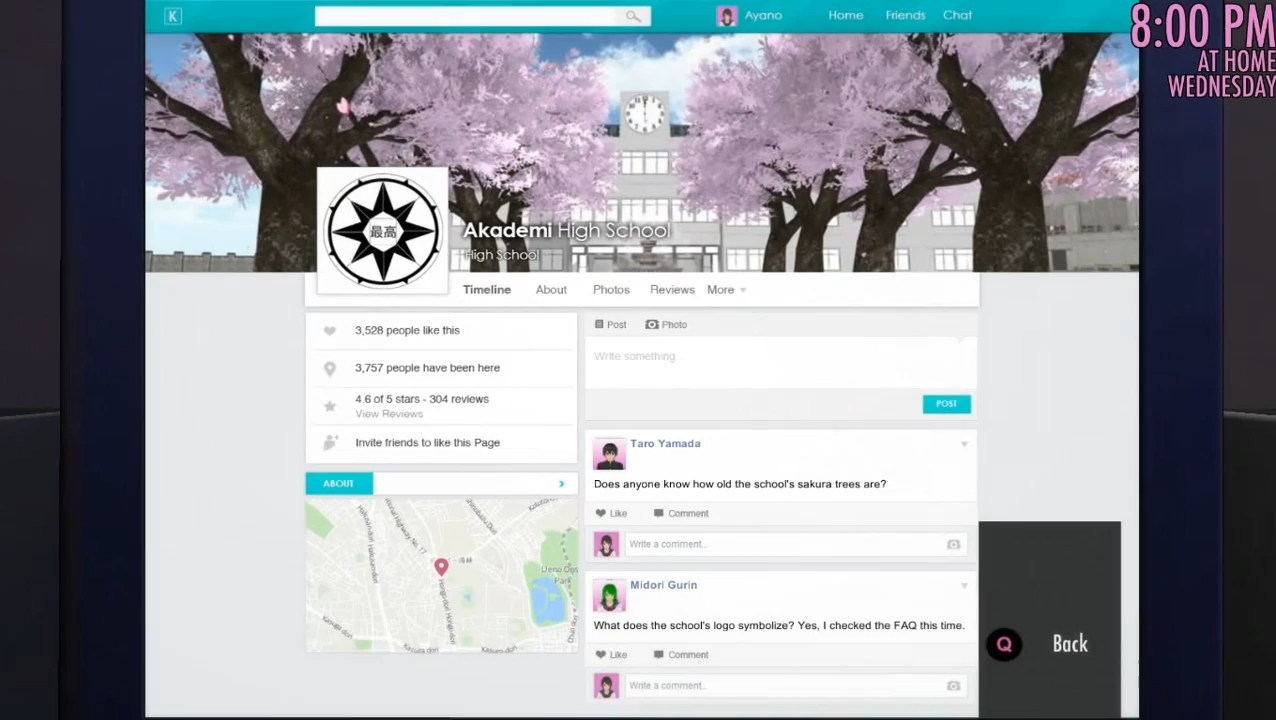 K
Ayano
Home
Friends
Chat
8:00 PM
AT HOME
WEDNESDAY
最高
Akademi High School
High School
Timeline
About
Photos
Reviews
More
3,528 people like this
3,757 people have been here
4.6 of 5 stars - 304 reviews
View Reviews
Invite friends to like this Page
ABOUT
Hongo dori
Ueno
Park
Post
Photo
Write something...
POST
Taro Yamada
Does anyone know how old the school's sakura trees are?
Like
Comment
Write a comment..
Midori Gurin
What does the school's logo symbolize? Yes, I checked the FAQ this time.
Like
Comment
Write a comment..
Q
Back